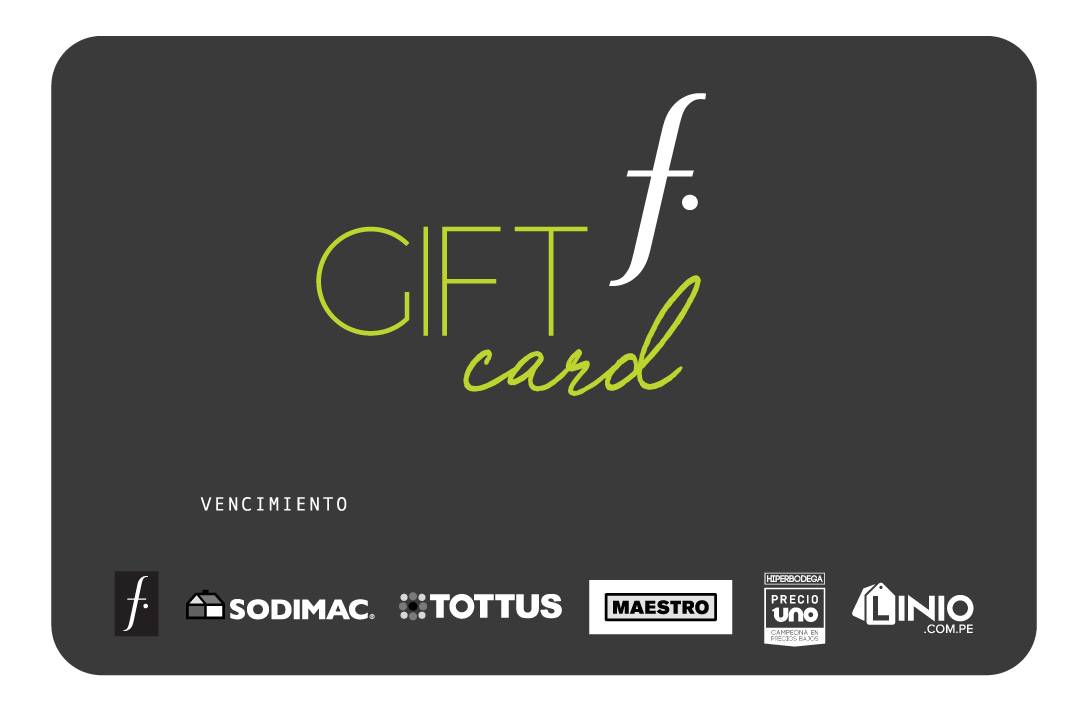 f.
GIFT
card
VENCIMIENTO
f.
SODIMAC®
TOTTUS
MAESTRO
HIPERBODEGA
PRECIO
uno
CAMPEONA EN
PRECIOS BAJOS
LINIO
.COM.PE